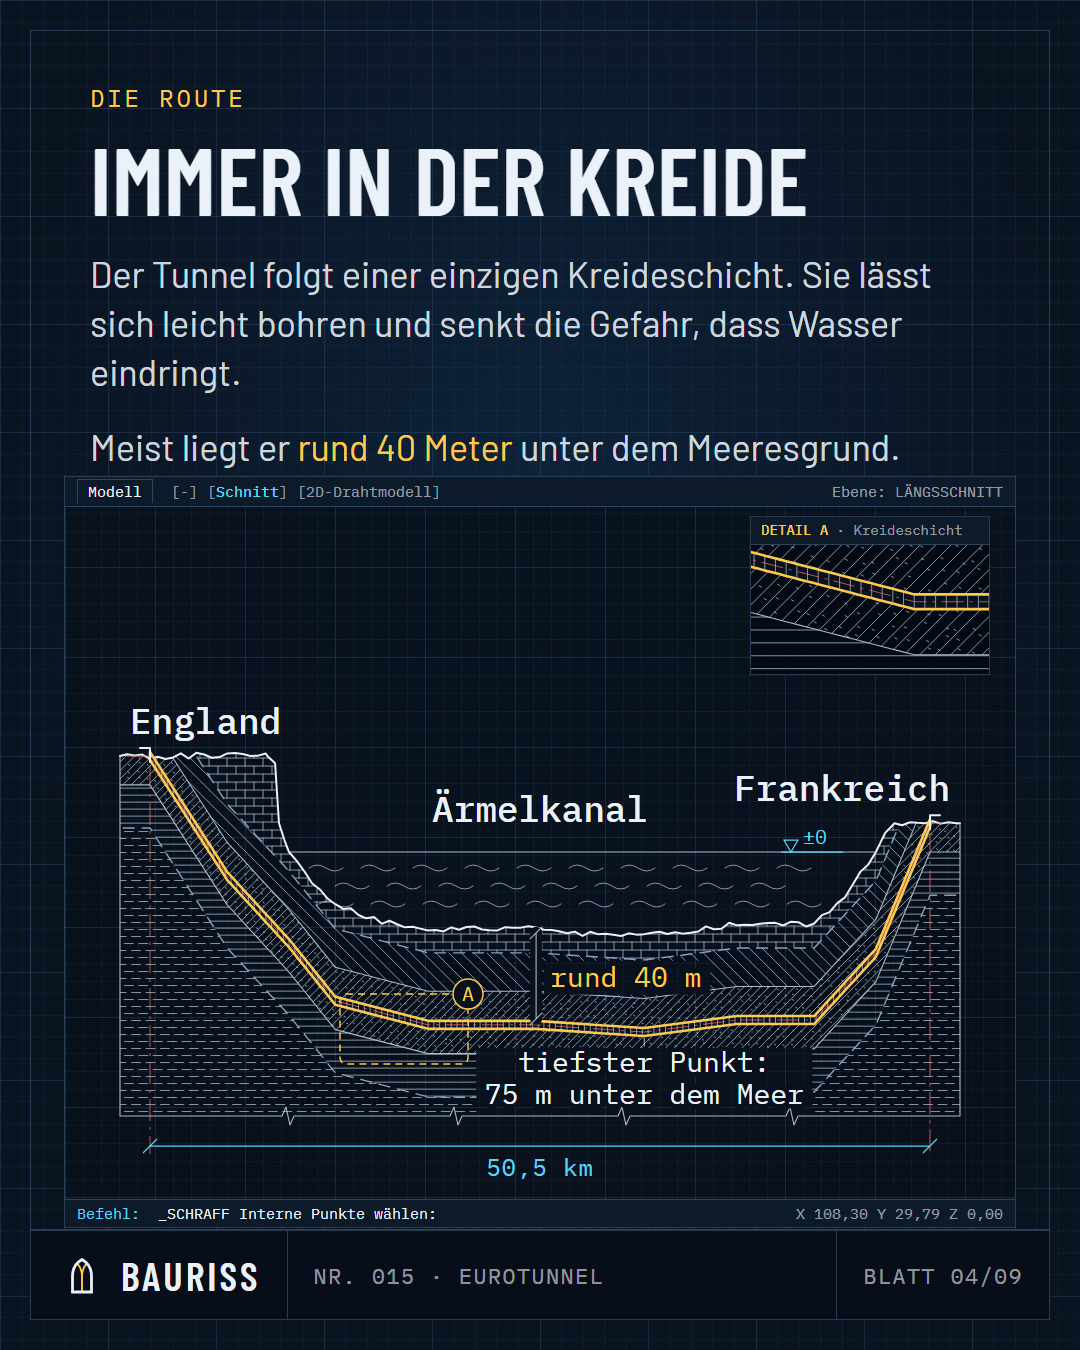 DIE ROUTE
IMMER IN DER KREIDE
Der Tunnel folgt einer einzigen Kreideschicht. Sie lässt
sich leicht bohren und senkt die Gefahr, dass Wasser
eindringt.
Meist liegt er rund 40 Meter unter dem Meeresgrund.
Modell [-] [Schnitt] [2D-Drahtmodell] Ebene: LÄNGSSCHNITT
DETAIL A · Kreideschicht
England
Frankreich
Ärmelkanal
±0
rund 40 m
A
tiefster Punkt:
75 m unter dem Meer
50,5 km
Befehl: _SCHRAFF Interne Punkte wählen: X 108,30 Y 29,79 Z 0,00
BAURISS NR. 015 · EUROTUNNEL BLATT 04/09